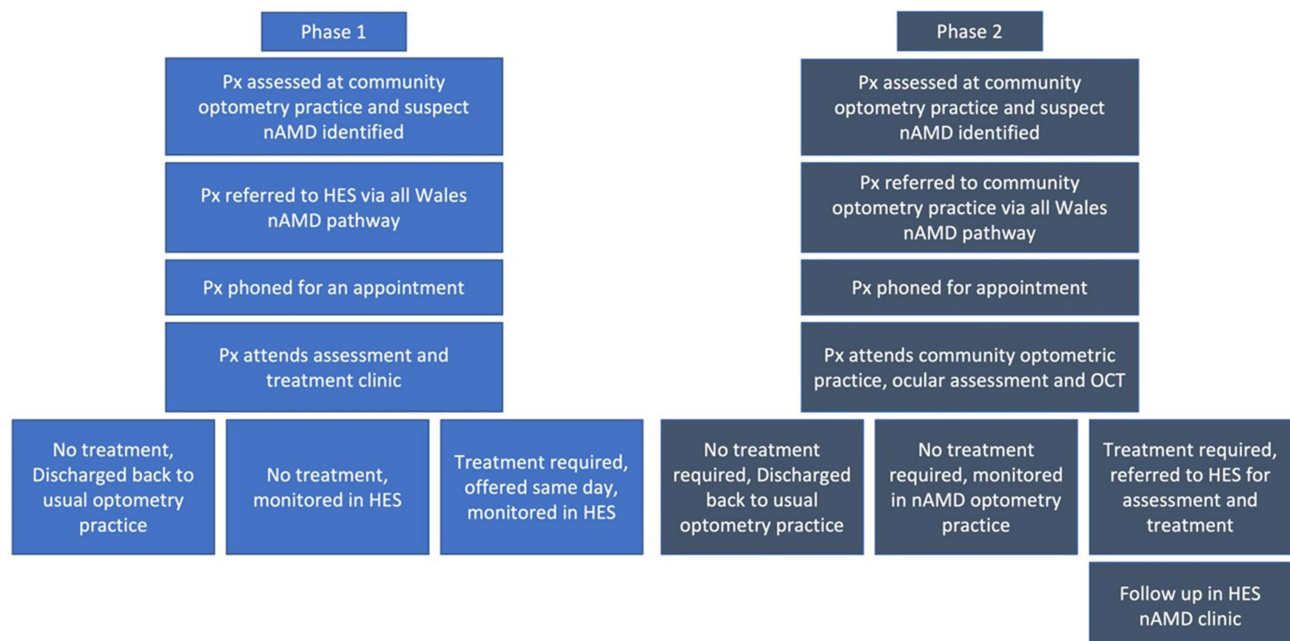 Phase 1
Px assessed at community
optometry practice and suspect
nAMD identified
Px referred to HES via all Wales
nAMD pathway
Px phoned for an appointment
Px attends assessment and
treatment clinic
No treatment,
Discharged back to
usual optometry
practice
No treatment,
monitored in HES
Treatment required,
offered same day,
monitored in HES
Phase 2
Px assessed at community
optometry practice and suspect
nAMD identified
Px referred to community
optometry practice via all Wales
nAMD pathway
Px phoned for appointment
Px attends community optometric
practice, ocular assessment and OCT
No treatment
required, Discharged
back to usual
optometry practice
No treatment
required, monitored
in nAMD optometry
practice
Treatment required,
referred to HES for
assessment and
treatment
Follow up in HES
nAMD clinic